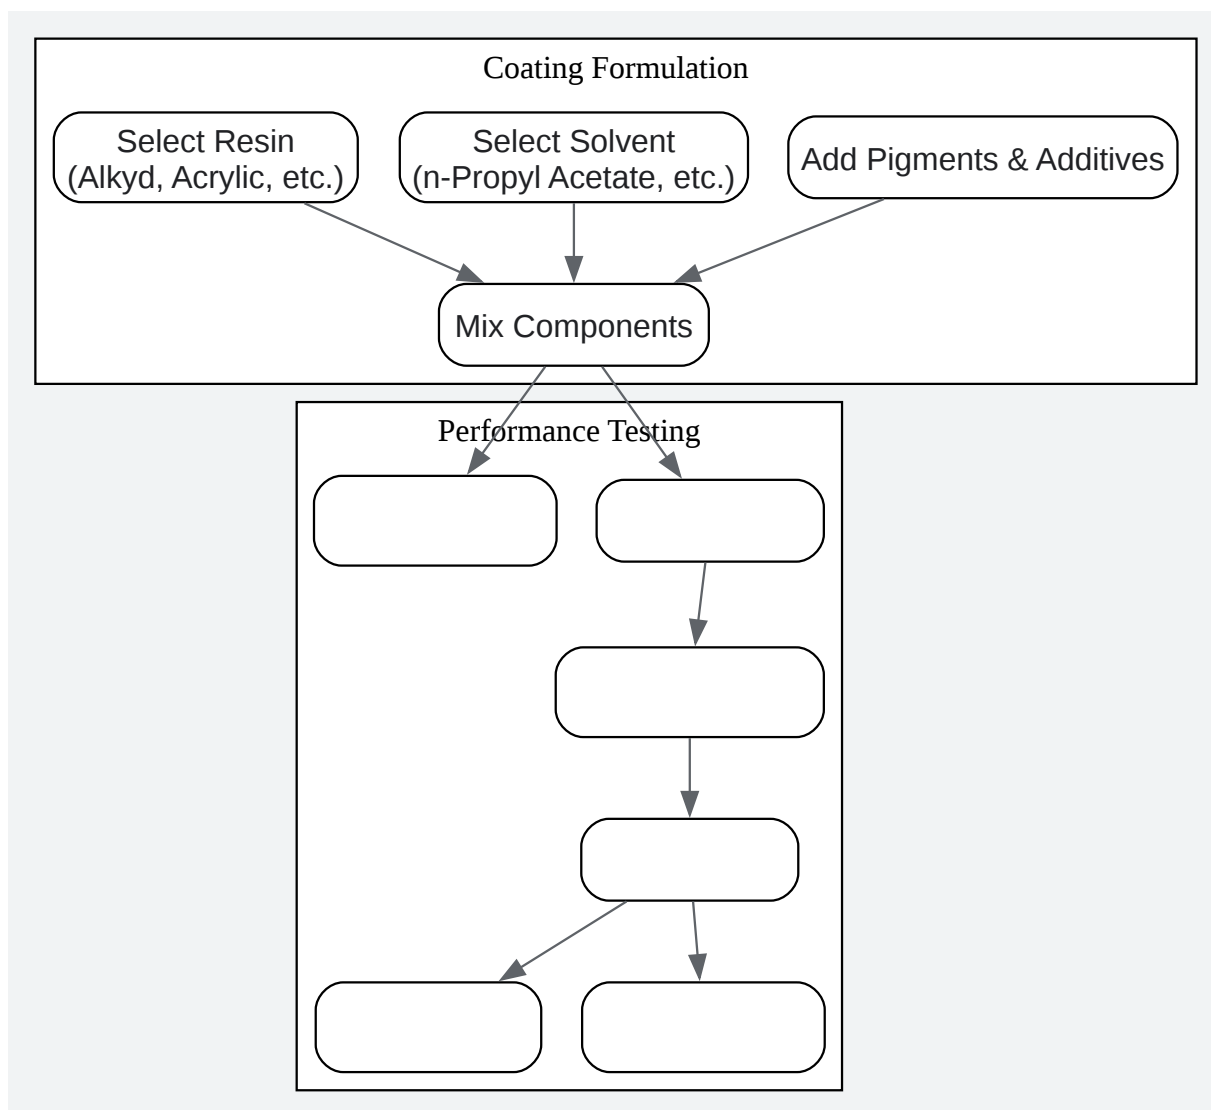 Coating Formulation
Select Resin
(Alkyd, Acrylic, etc.)
Select Solvent
(n-Propyl Acetate, etc.)
Add Pigments & Additives
Mix Components
Performance Testing